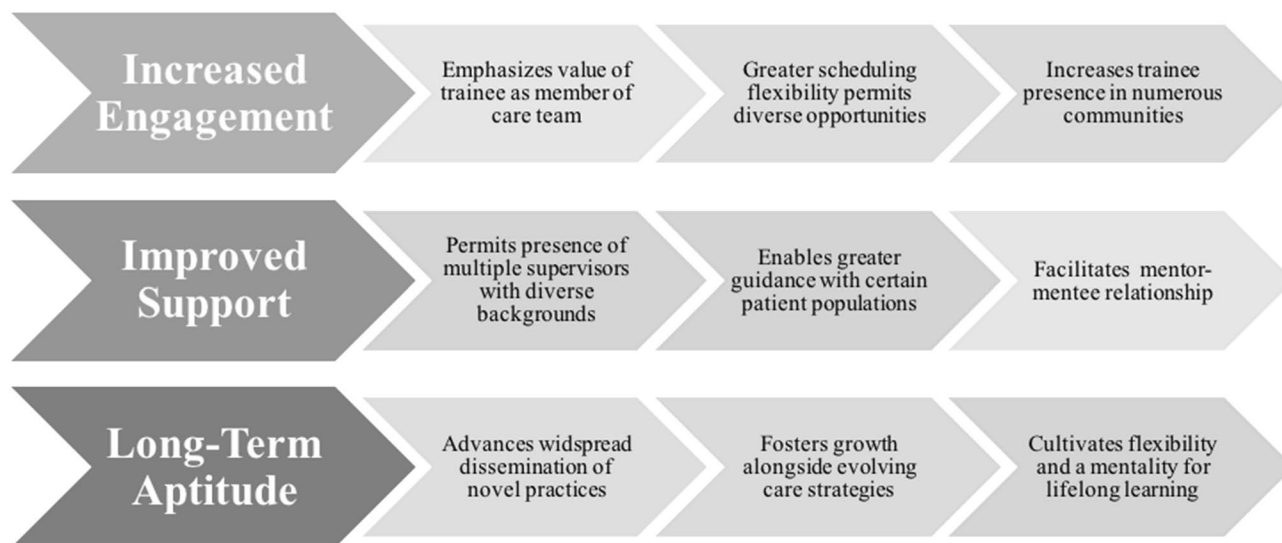 Increased
Engagement
Emphasizes value of
trainee as member of
care team
Greater scheduling
flexibility permits
diverse opportunities
Increases trainee
presence in numerous
communities
Improved
Support
Permits presence of
multiple supervisors
with diverse
backgrounds
Enables greater
guidance with certain
patient populations
Facilitates mentor-
mentee relationship
Long-Term
Aptitude
Advances widspread
dissemination of
novel practices
Fosters growth
alongside evolving
care strategies
Cultivates flexibility
and a mentality for
lifelong learning